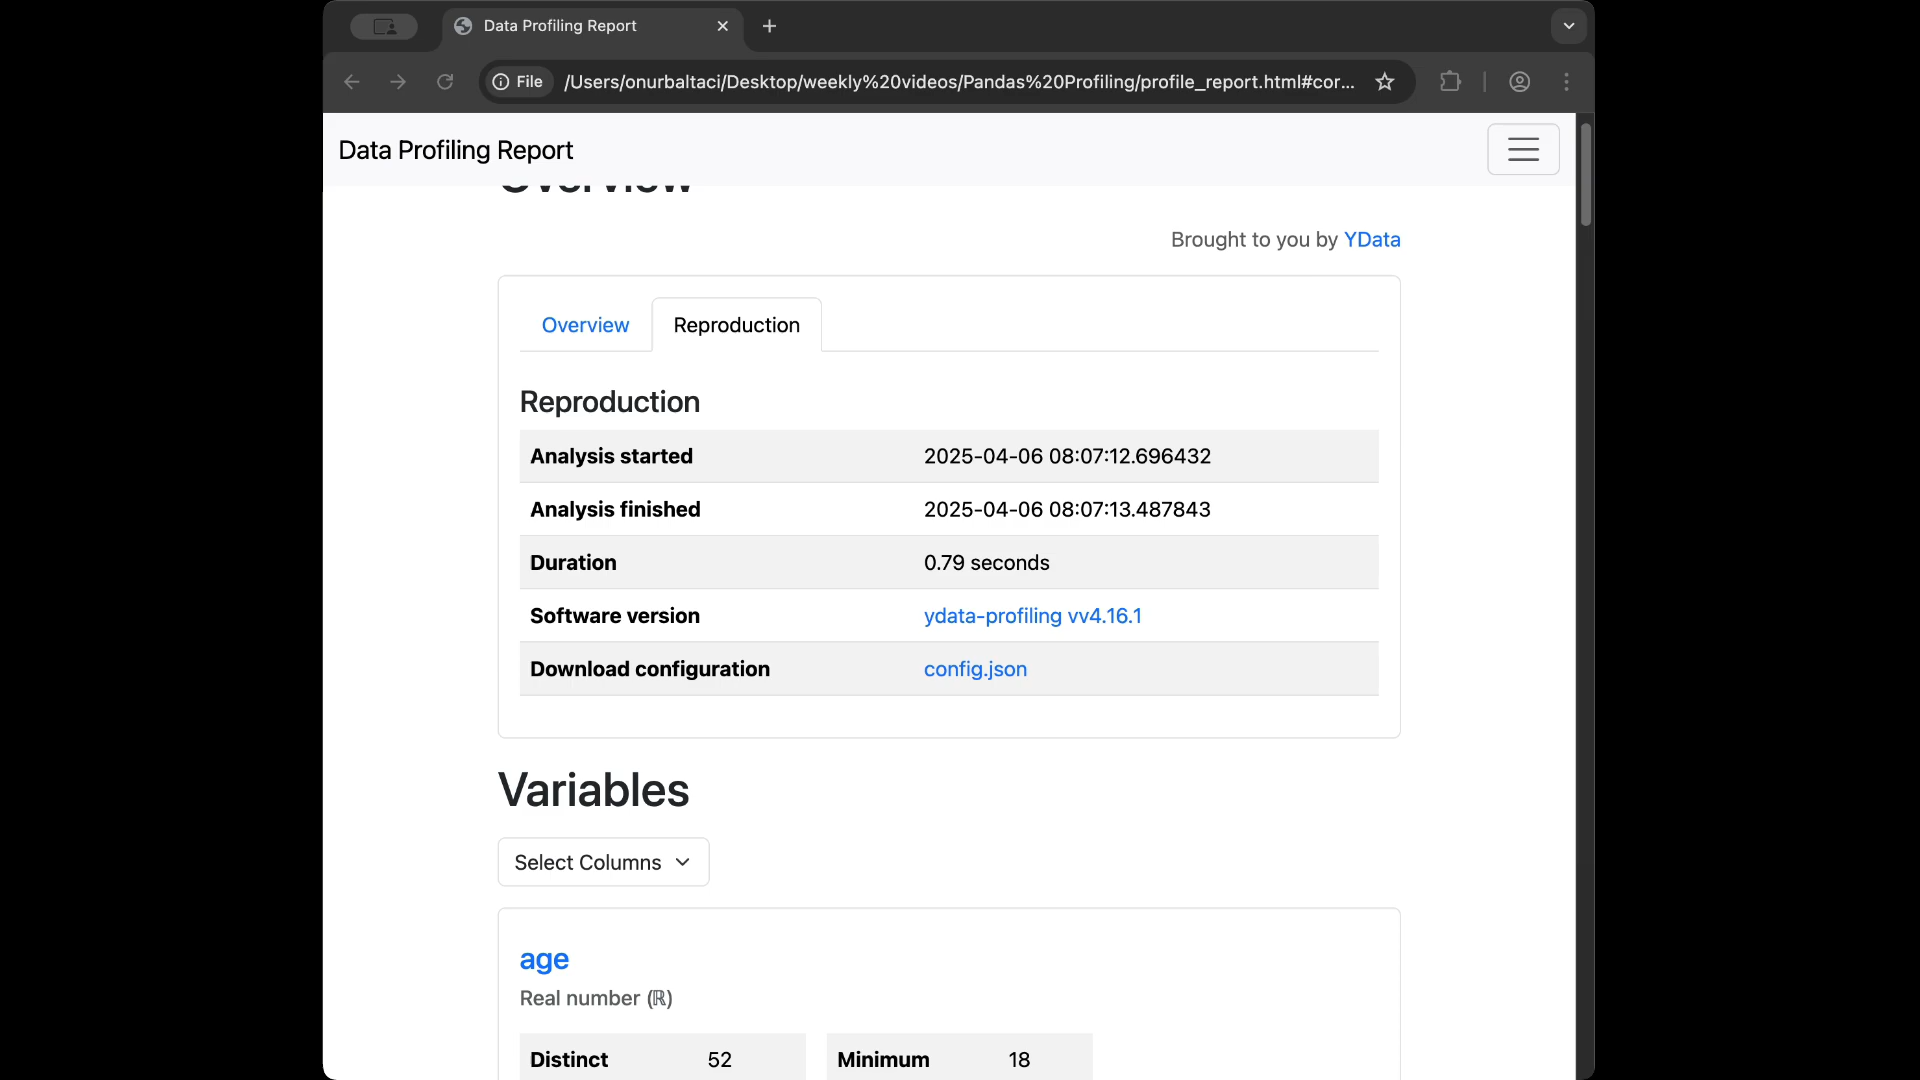 Data Profiling Report
File /Users/onurbaltaci/Desktop/weekly%20videos/Pandas%20Profiling/profile_report.html#cor...
Data Profiling Report
Overview
Brought to you by YData
Overview Reproduction
Reproduction
Analysis started 2025-04-06 08:07:12.696432
Analysis finished 2025-04-06 08:07:13.487843
Duration 0.79 seconds
Software version ydata-profiling vv4.16.1
Download configuration config.json
Variables
Select Columns
age
Real number (ℝ)
Distinct 52 Minimum 18